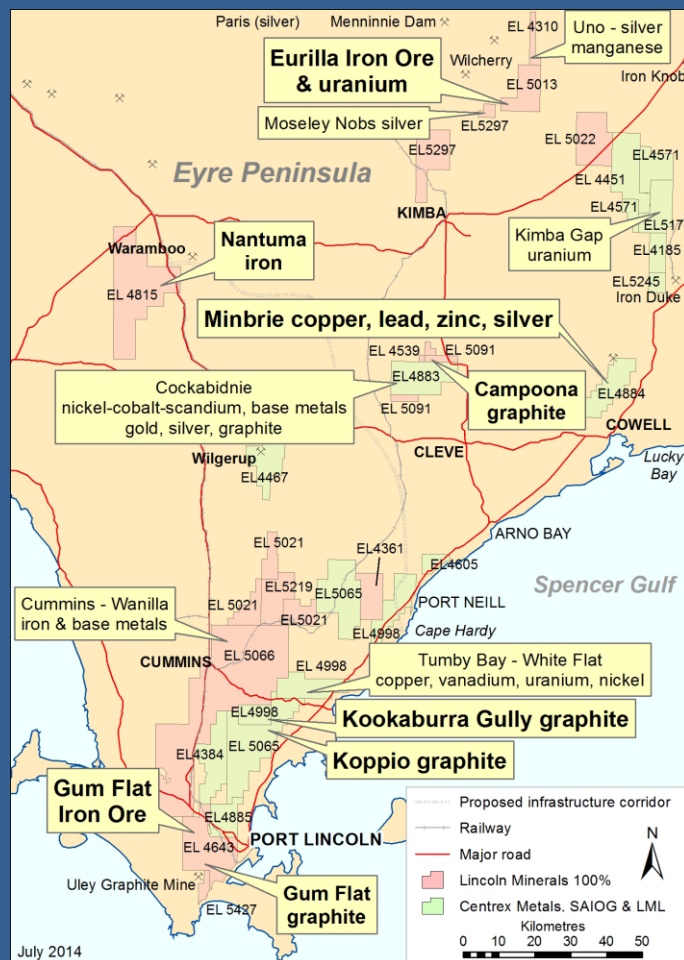 Paris (silver)
Menninnie Dam
EL 4310
Uno - silver
manganese
Eurilla Iron Ore
& uranium
Wilcherry
EL 5013
Iron Knob
Moseley Nobs silver
EL5297
EL5297
EL 5022
EL4571
Eyre Peninsula
EL 4451
EL4571
KIMBA
EL517
Kimba Gap
uranium
EL4185
Waramboo
Nantuma
iron
EL5245
Iron Duke
EL 4815
Minbrie copper, lead, zinc, silver
EL 4539
EL 5091
EL4883
Campoona
graphite
EL4884
Cockabidnie
nickel-cobalt-scandium, base metals
gold, silver, graphite
EL 5091
COWELL
CLEVE
Lucky
Bay
Wilgerup
EL4467
ARNO BAY
EL 5021
EL4361
EL4605
EL5219
EL5065
Spencer Gulf
EL 5021
EL5021
PORT NEILL
Cummins - Wanilla
iron & base metals
EL4998
Cape Hardy
CUMMINS
EL 5066
EL 4998
Tumby Bay - White Flat
copper, vanadium, uranium, nickel
EL4998
Kookaburra Gully graphite
EL4384
EL 5065
Koppio graphite
Gum Flat
Iron Ore
EL4885
PORT LINCOLN
EL 4643
Uley Graphite Mine
Gum Flat
graphite
EL 5427
Proposed infrastructure corridor
Railway
Major road
N
Lincoln Minerals 100%
Centrex Metals, SAIOG & LML
Kilometres
0 10 20 30 40 50
July 2014